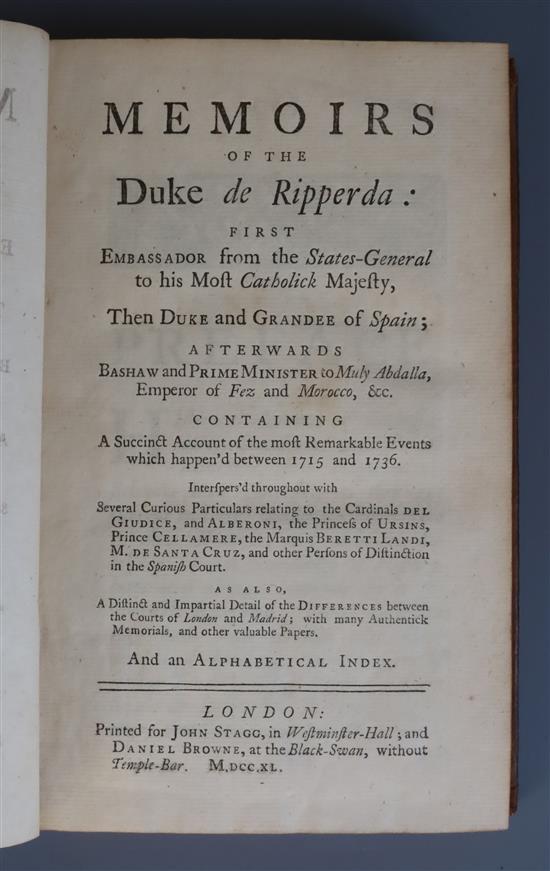 MEMOIRS
OF THE
Duke de Ripperda:
FIRST
EMBASSADOR from the States-General
to his Moſt Catholick Majeſty,
Then DUKE and GRANDEE of Spain;
AFTERWARDS
BASHAW and PRIME MINISTER to Muly Abdalla,
Emperor of Fez and Morocco, &c.
CONTAINING
A Succinct Account of the moſt Remarkable Events
which happen'd between 1715 and 1736.
Interſpers'd throughout with
Several Curious Particulars relating to the Cardinals DEL
GIUDICE, and ALBERONI, the Princeſs of URSINS,
Prince CELLAMERE, the Marquis BERETTI LANDI,
M. DE SANTA CRUZ, and other Perſons of Diſtinction
in the Spaniſh Court.
AS ALSO,
A Diſtinct and Impartial Detail of the DIFFERENCES between
the Courts of London and Madrid; with many Authentick
Memorials, and other valuable Papers.
And an ALPHABETICAL INDEX.
LONDON:
Printed for JOHN STAGG, in Weſtminſter-Hall; and
DANIEL BROWNE, at the Black-Swan, without
Temple-Bar. M.DCC.XL.